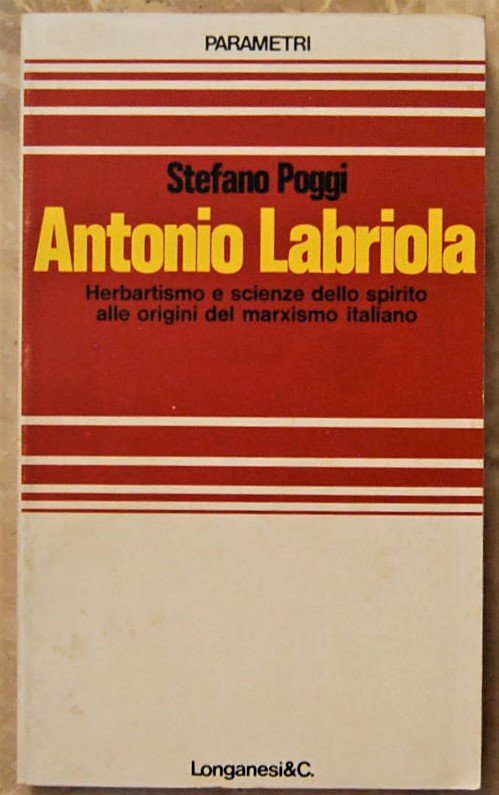 PARAMETRI
Stefano Poggi
Antonio Labriola
Herbartismo e scienze dello spirito
alle origini del marxismo italiano
Longanesi&C.